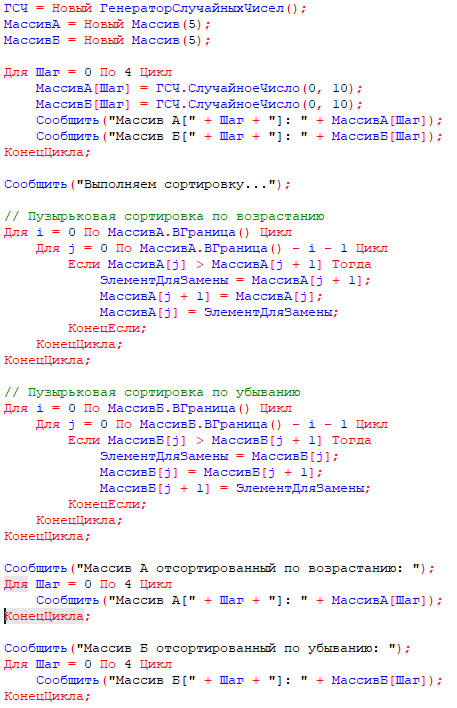 ГСЧ = Новый ГенераторСлучайныхЧисел();
МассивА = Новый Массив(5);
МассивБ = Новый Массив(5);

Для Шаг = 0 По 4 Цикл
    МассивА[Шаг] = ГСЧ.СлучайноеЧисло(0, 10);
    МассивБ[Шаг] = ГСЧ.СлучайноеЧисло(0, 10);
    Сообщить("Массив А[" + Шаг + "]: " + МассивА[Шаг]);
    Сообщить("Массив Б[" + Шаг + "]: " + МассивБ[Шаг]);
КонецЦикла;

Сообщить("Выполняем сортировку...");

// Пузырьковая сортировка по возрастанию
Для i = 0 По МассивА.ВГраница() Цикл
    Для j = 0 По МассивА.ВГраница() - i - 1 Цикл
        Если МассивА[j] > МассивА[j + 1] Тогда
            ЭлементДляЗамены = МассивА[j + 1];
            МассивА[j + 1] = МассивА[j];
            МассивА[j] = ЭлементДляЗамены;
        КонецЕсли;
    КонецЦикла;
КонецЦикла;

// Пузырьковая сортировка по убыванию
Для i = 0 По МассивБ.ВГраница() Цикл
    Для j = 0 По МассивБ.ВГраница() - i - 1 Цикл
        Если МассивБ[j] > МассивБ[j + 1] Тогда
            ЭлементДляЗамены = МассивБ[j];
            МассивБ[j] = МассивБ[j + 1];
            МассивБ[j + 1] = ЭлементДляЗамены;
        КонецЕсли;
    КонецЦикла;
КонецЦикла;

Сообщить("Массив А отсортированный по возрастанию: ");
Для Шаг = 0 По 4 Цикл
    Сообщить("Массив А[" + Шаг + "]: " + МассивА[Шаг]);
КонецЦикла;

Сообщить("Массив Б отсортированный по убыванию: ");
Для Шаг = 0 По 4 Цикл
    Сообщить("Массив Б[" + Шаг + "]: " + МассивБ[Шаг]);
КонецЦикла;